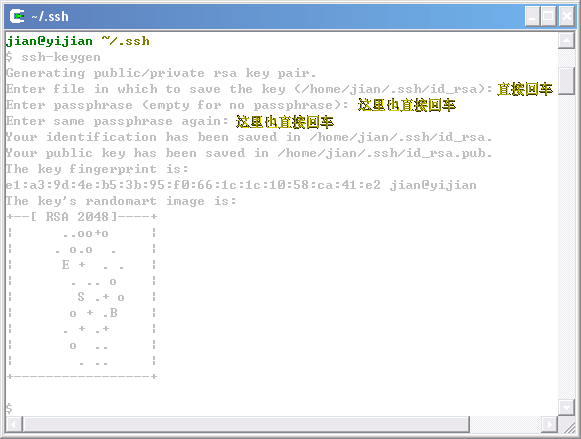 ~/.ssh
jian@yijian ~/.ssh
$ ssh-keygen
Generating public/private rsa key pair.
Enter file in which to save the key (/home/jian/.ssh/id_rsa): 直接回车
Enter passphrase (empty for no passphrase): 这里也直接回车
Enter same passphrase again: 这里也直接回车
Your identification has been saved in /home/jian/.ssh/id_rsa.
Your public key has been saved in /home/jian/.ssh/id_rsa.pub.
The key fingerprint is:
e1:a3:9d:4e:b5:3b:95:f0:66:1c:1c:10:58:ca:41:e2 jian@yijian
The key's randomart image is:
+--[ RSA 2048]----+
¦      ..oo+o     ¦
¦     . o.o  .    ¦
¦      E +  . .   ¦
¦       . .. o    ¦
¦        S .+ o   ¦
¦       o + .B    ¦
¦      . + .+     ¦
¦       o  ..     ¦
¦        . ..     ¦
+-----------------+
$